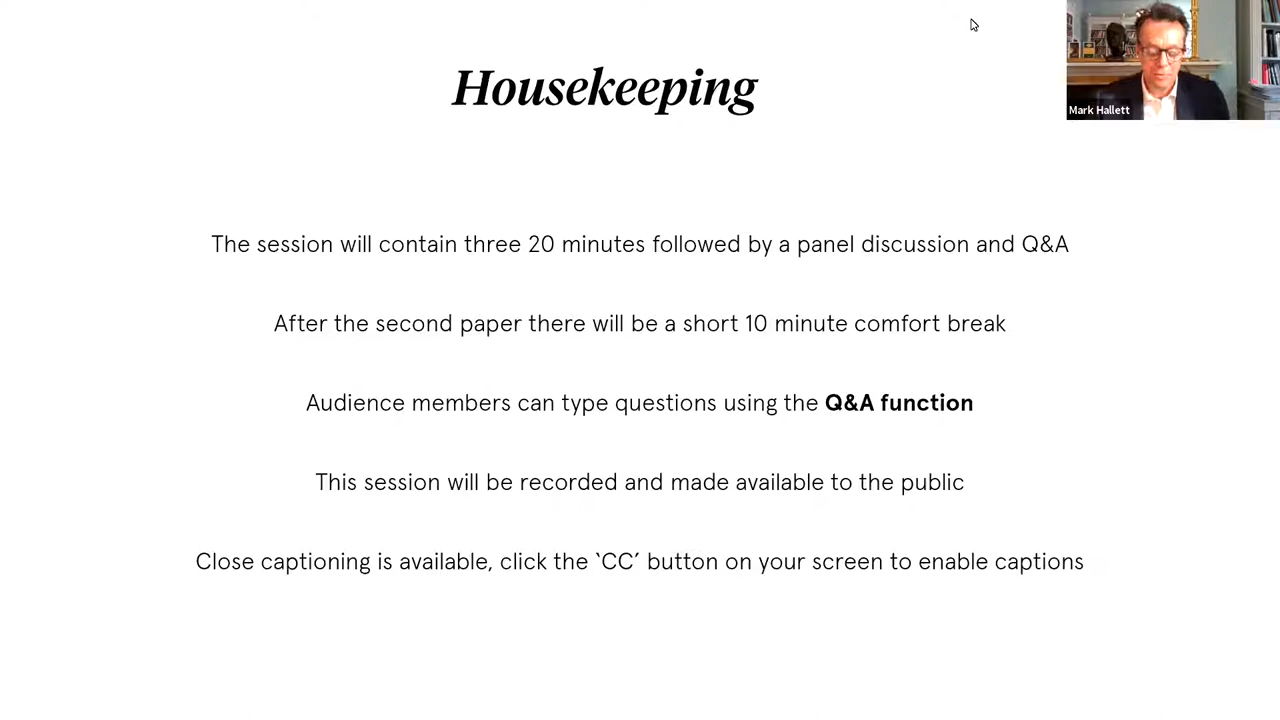 Housekeeping
Mark Hallett
The session will contain three 20 minutes followed by a panel discussion and Q&A
After the second paper there will be a short 10 minute comfort break
Audience members can type questions using the Q&A function
This session will be recorded and made available to the public
Close captioning is available, click the ‘CC’ button on your screen to enable captions